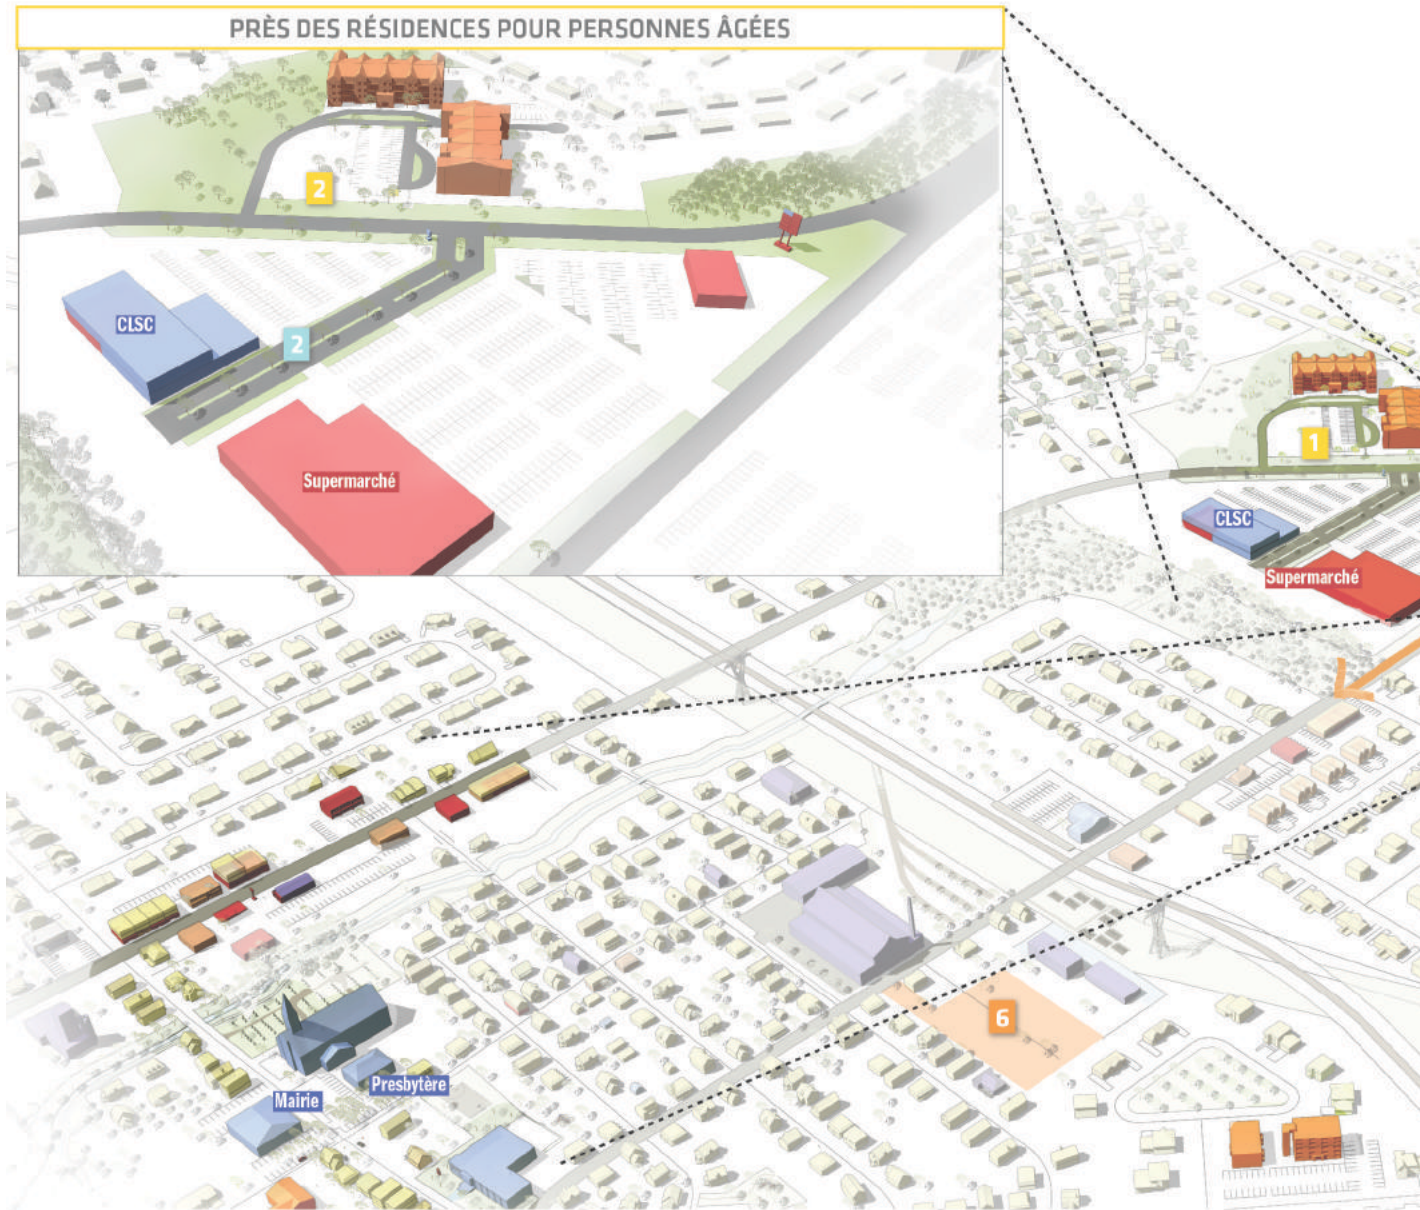 PRÈS DES RÉSIDENCES POUR PERSONNES ÂGÉES
2
CLSC
2
Supermarché
1
CLSC
Supermarché
6
Presbytère
Mairie